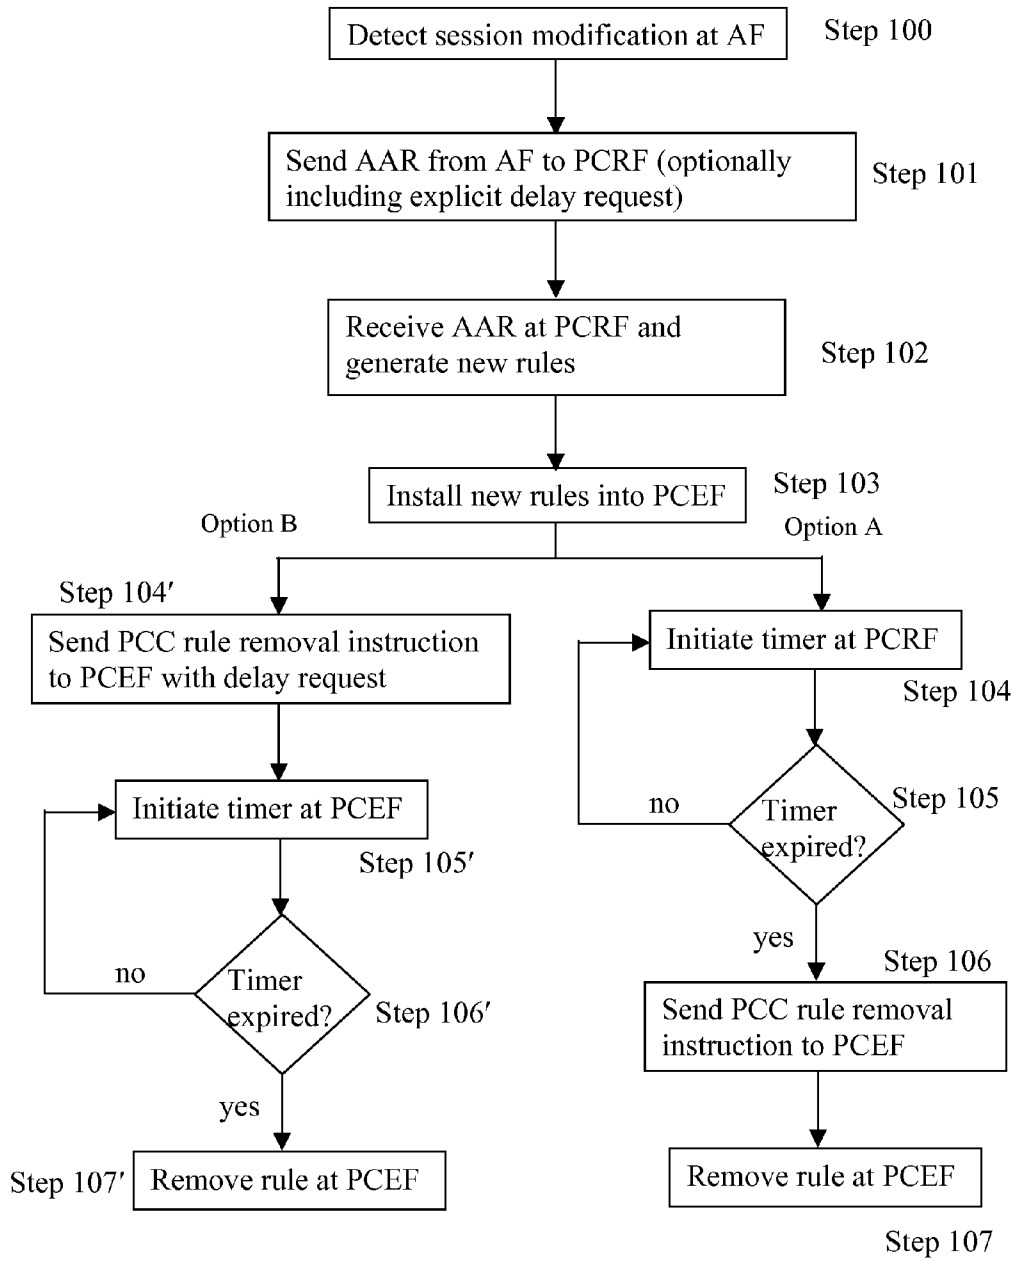 Detect session modification at AF
Step 100
Send AAR from AF to PCRF (optionally
including explicit delay request)
Step 101
Receive AAR at PCRF and
generate new rules
Step 102
Install new rules into PCEF
Step 103
Option B
Option A
Step 104′
Send PCC rule removal instruction
to PCEF with delay request
Initiate timer at PCRF
Step 104
Initiate timer at PCEF
Step 105′
no
Timer
expired?
Step 105
yes
no
Timer
expired?
Step 106′
yes
Step 106
Send PCC rule removal
instruction to PCEF
Step 107′
Remove rule at PCEF
Remove rule at PCEF
Step 107